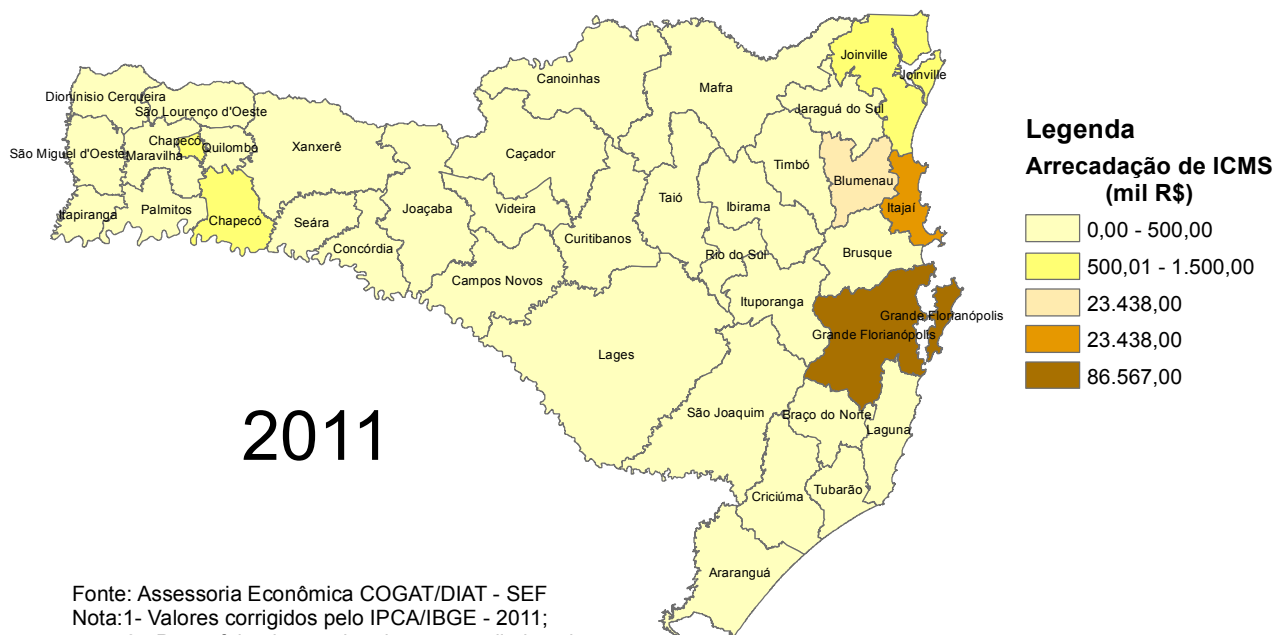 Joinville
Canoinhas
Joinville
Mafra
Dionínisio Cerqueira
Jaraguá do Sul
São Lourenço d'Oeste
Chapecó
Quilombo
Xanxerê
São Miguel d'Oeste
Maravilha
Caçador
Timbó
Blumenau
Taió
Ibirama
Itajaí
Itapiranga
Palmitos
Chapecó
Seára
Joaçaba
Videira
Curitibanos
Concórdia
Rio do Sul
Brusque
Campos Novos
Ituporanga
Grande Florianópolis
Grande Florianópolis
Lages
São Joaquim
Braço do Norte
Laguna
Criciúma
Tubarão
Araranguá
2011
Legenda
Arrecadação de ICMS
(mil R$)
0,00 - 500,00
500,01 - 1.500,00
23.438,00
23.438,00
86.567,00
Fonte: Assessoria Econômica COGAT/DIAT - SEF
Nota:1- Valores corrigidos pelo IPCA/IBGE - 2011;